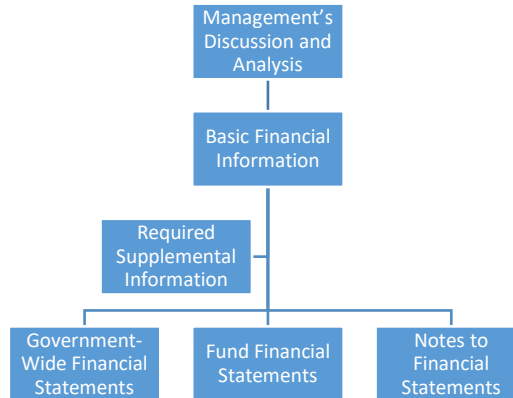 Management’s
Discussion and
Analysis
Basic Financial
Information
Required
Supplemental
Information
Government-
Wide Financial
Statements
Fund Financial
Statements
Notes to
Financial
Statements